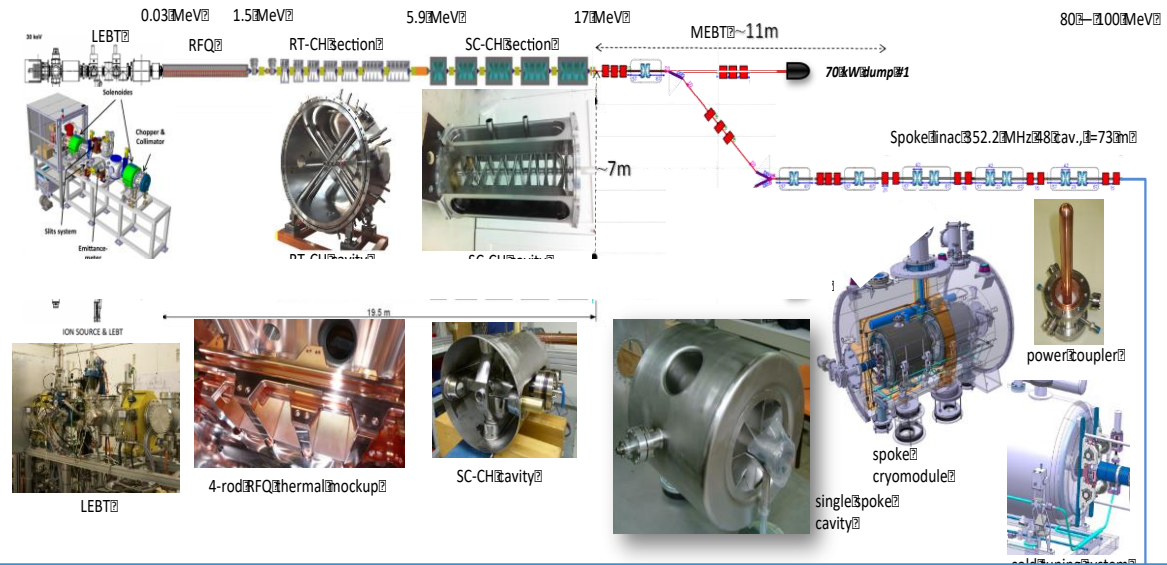 0.03 MeV
1.5 MeV
5.9 MeV
17 MeV
80 — 100 MeV
30 keV
LEBT
RFQ
RT-CH section
SC-CH section
MEBT ~11m
70 kW dump #1
Solenoides
Chopper &
Collimator
Slits system
Emittance-
meter
~7m
Spoke linac 352.2 MHz 48 cav., l=73 m
RT-CH cavity
SC-CH cavity
19.5 m
ION SOURCE & LEBT
power coupler
LEBT
4-rod RFQ thermal mockup
SC-CH cavity
spoke
cryomodule
single spoke
cavity
cold tuning system